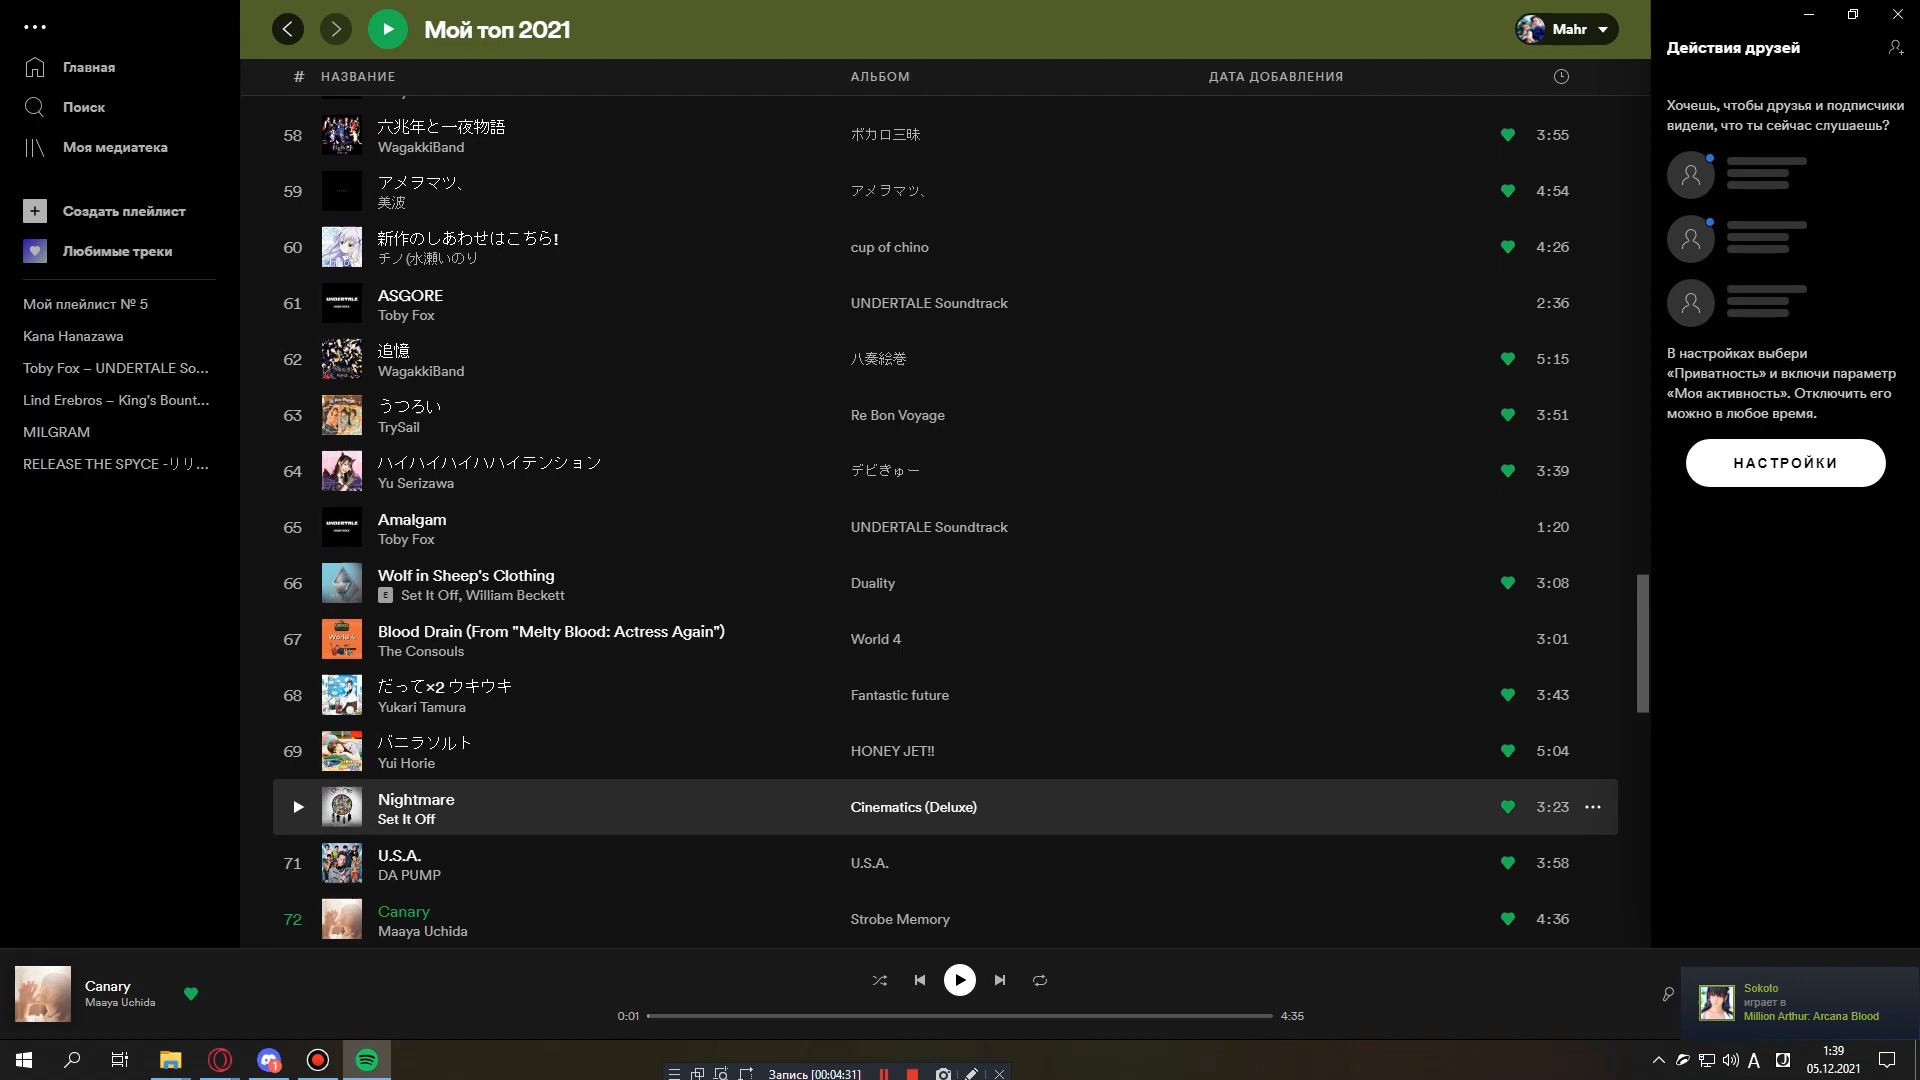 Главная
Поиск
Моя медиатека
Создать плейлист
Любимые треки
Мой плейлист № 5
Kana Hanazawa
Toby Fox – UNDERTALE So...
Lind Erebros – King's Bount...
MILGRAM
RELEASE THE SPYCE -リリ...
Мой топ 2021
Mahr
# НАЗВАНИЕ АЛЬБОМ ДАТА ДОБАВЛЕНИЯ
58 六兆年と一夜物語 ボカロ三昧 3:55
WagakkiBand
59 アメヲマツ、 アメヲマツ、 4:54
美波
60 新作のしあわせはこちら! cup of chino 4:26
チノ(水瀬いのり
61 ASGORE UNDERTALE Soundtrack 2:36
Toby Fox
62 追憶 八奏絵巻 5:15
WagakkiBand
63 うつろい Re Bon Voyage 3:51
TrySail
64 ハイハイハイハハイテンション デビきゅー 3:39
Yu Serizawa
65 Amalgam UNDERTALE Soundtrack 1:20
Toby Fox
66 Wolf in Sheep's Clothing Duality 3:08
E Set It Off, William Beckett
67 Blood Drain (From "Melty Blood: Actress Again") World 4 3:01
The Consouls
68 だって×2 ウキウキ Fantastic future 3:43
Yukari Tamura
69 バニラソルト HONEY JET!! 5:04
Yui Horie
Nightmare Cinematics (Deluxe) 3:23
Set It Off
71 U.S.A. U.S.A. 3:58
DA PUMP
72 Canary Strobe Memory 4:36
Maaya Uchida
Действия друзей
Хочешь, чтобы друзья и подписчики
видели, что ты сейчас слушаешь?
В настройках выбери
«Приватность» и включи параметр
«Моя активность». Отключить его
можно в любое время.
НАСТРОЙКИ
Canary
Maaya Uchida
0:01 4:35
Sokoto
играет в
Million Arthur: Arcana Blood
Запись [00:04:31]
1
A
1:39
05.12.2021